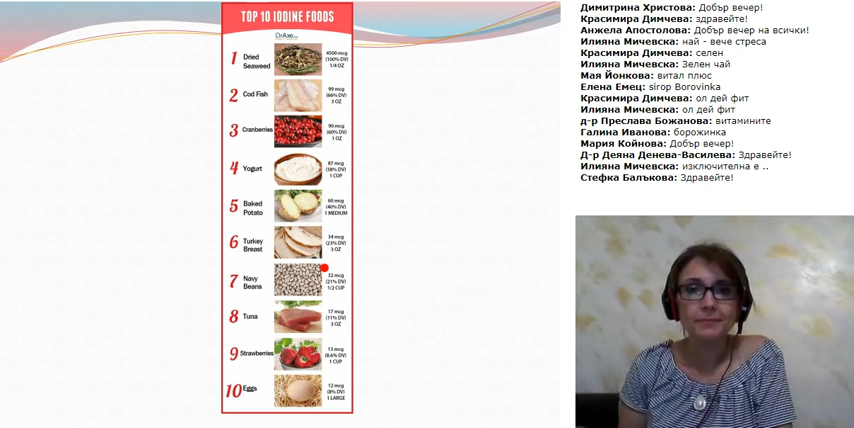 TOP 10 IODINE FOODS
DrAxe
1 Dried Seaweed
4500 mcg
(100% DV)
1/4 OZ
2 Cod Fish
99 mcg
(66% DV)
3 OZ
3 Cranberries
90 mcg
(60% DV)
1 OZ
4 Yogurt
87 mcg
(58% DV)
1 CUP
5 Baked Potato
60 mcg
(40% DV)
1 MEDIUM
6 Turkey Breast
34 mcg
(23% DV)
3 OZ
7 Navy Beans
32 mcg
(21% DV)
1/2 CUP
8 Tuna
17 mcg
(11% DV)
3 OZ
9 Strawberries
13 mcg
(8.6% DV)
1 CUP
10 Eggs
12 mcg
(8% DV)
1 LARGE
Димитрина Христова: Добър вечер!
Красимира Димчева: здравейте!
Анжела Апостолова: Добър вечер на всички!
Илияна Мичевска: най - вече стреса
Красимира Димчева: селен
Илияна Мичевска: Зелен чай
Мая Йонкова: витал плюс
Елена Емец: sirop Borovinka
Красимира Димчева: ол дей фит
Илияна Мичевска: ол дей фит
д-р Преслава Божанова: витамините
Галина Иванова: борожинка
Мария Койнова: Добър вечер!
Д-р Деяна Денева-Василева: Здравейте!
Илияна Мичевска: изключителна е ..
Стефка Балъкова: Здравейте!